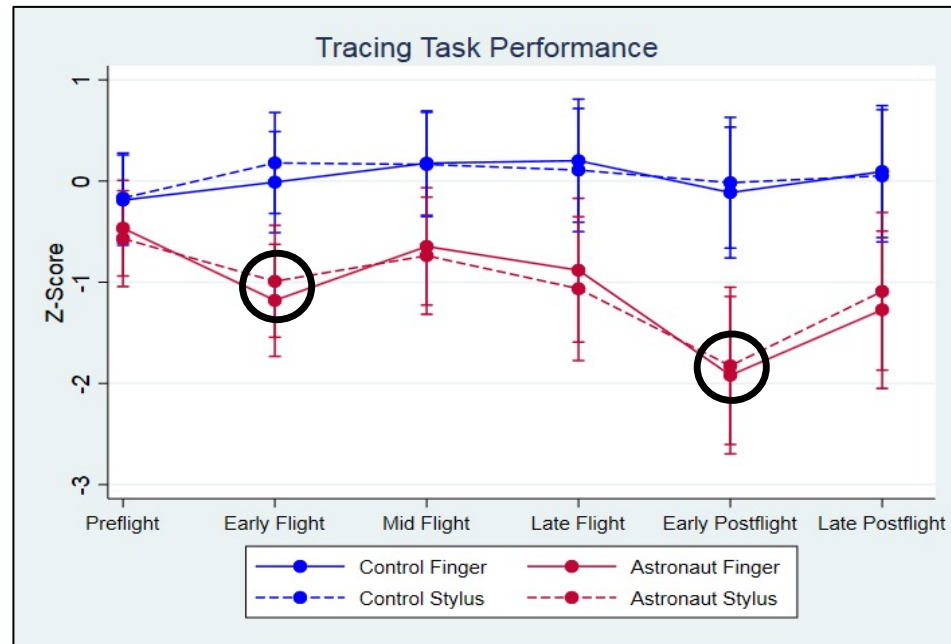 Tracing Task Performance
Z-Score
1
0
-1
-2
-3
Preflight Early Flight Mid Flight Late Flight Early Postflight Late Postflight
Control Finger Astronaut Finger
Control Stylus Astronaut Stylus